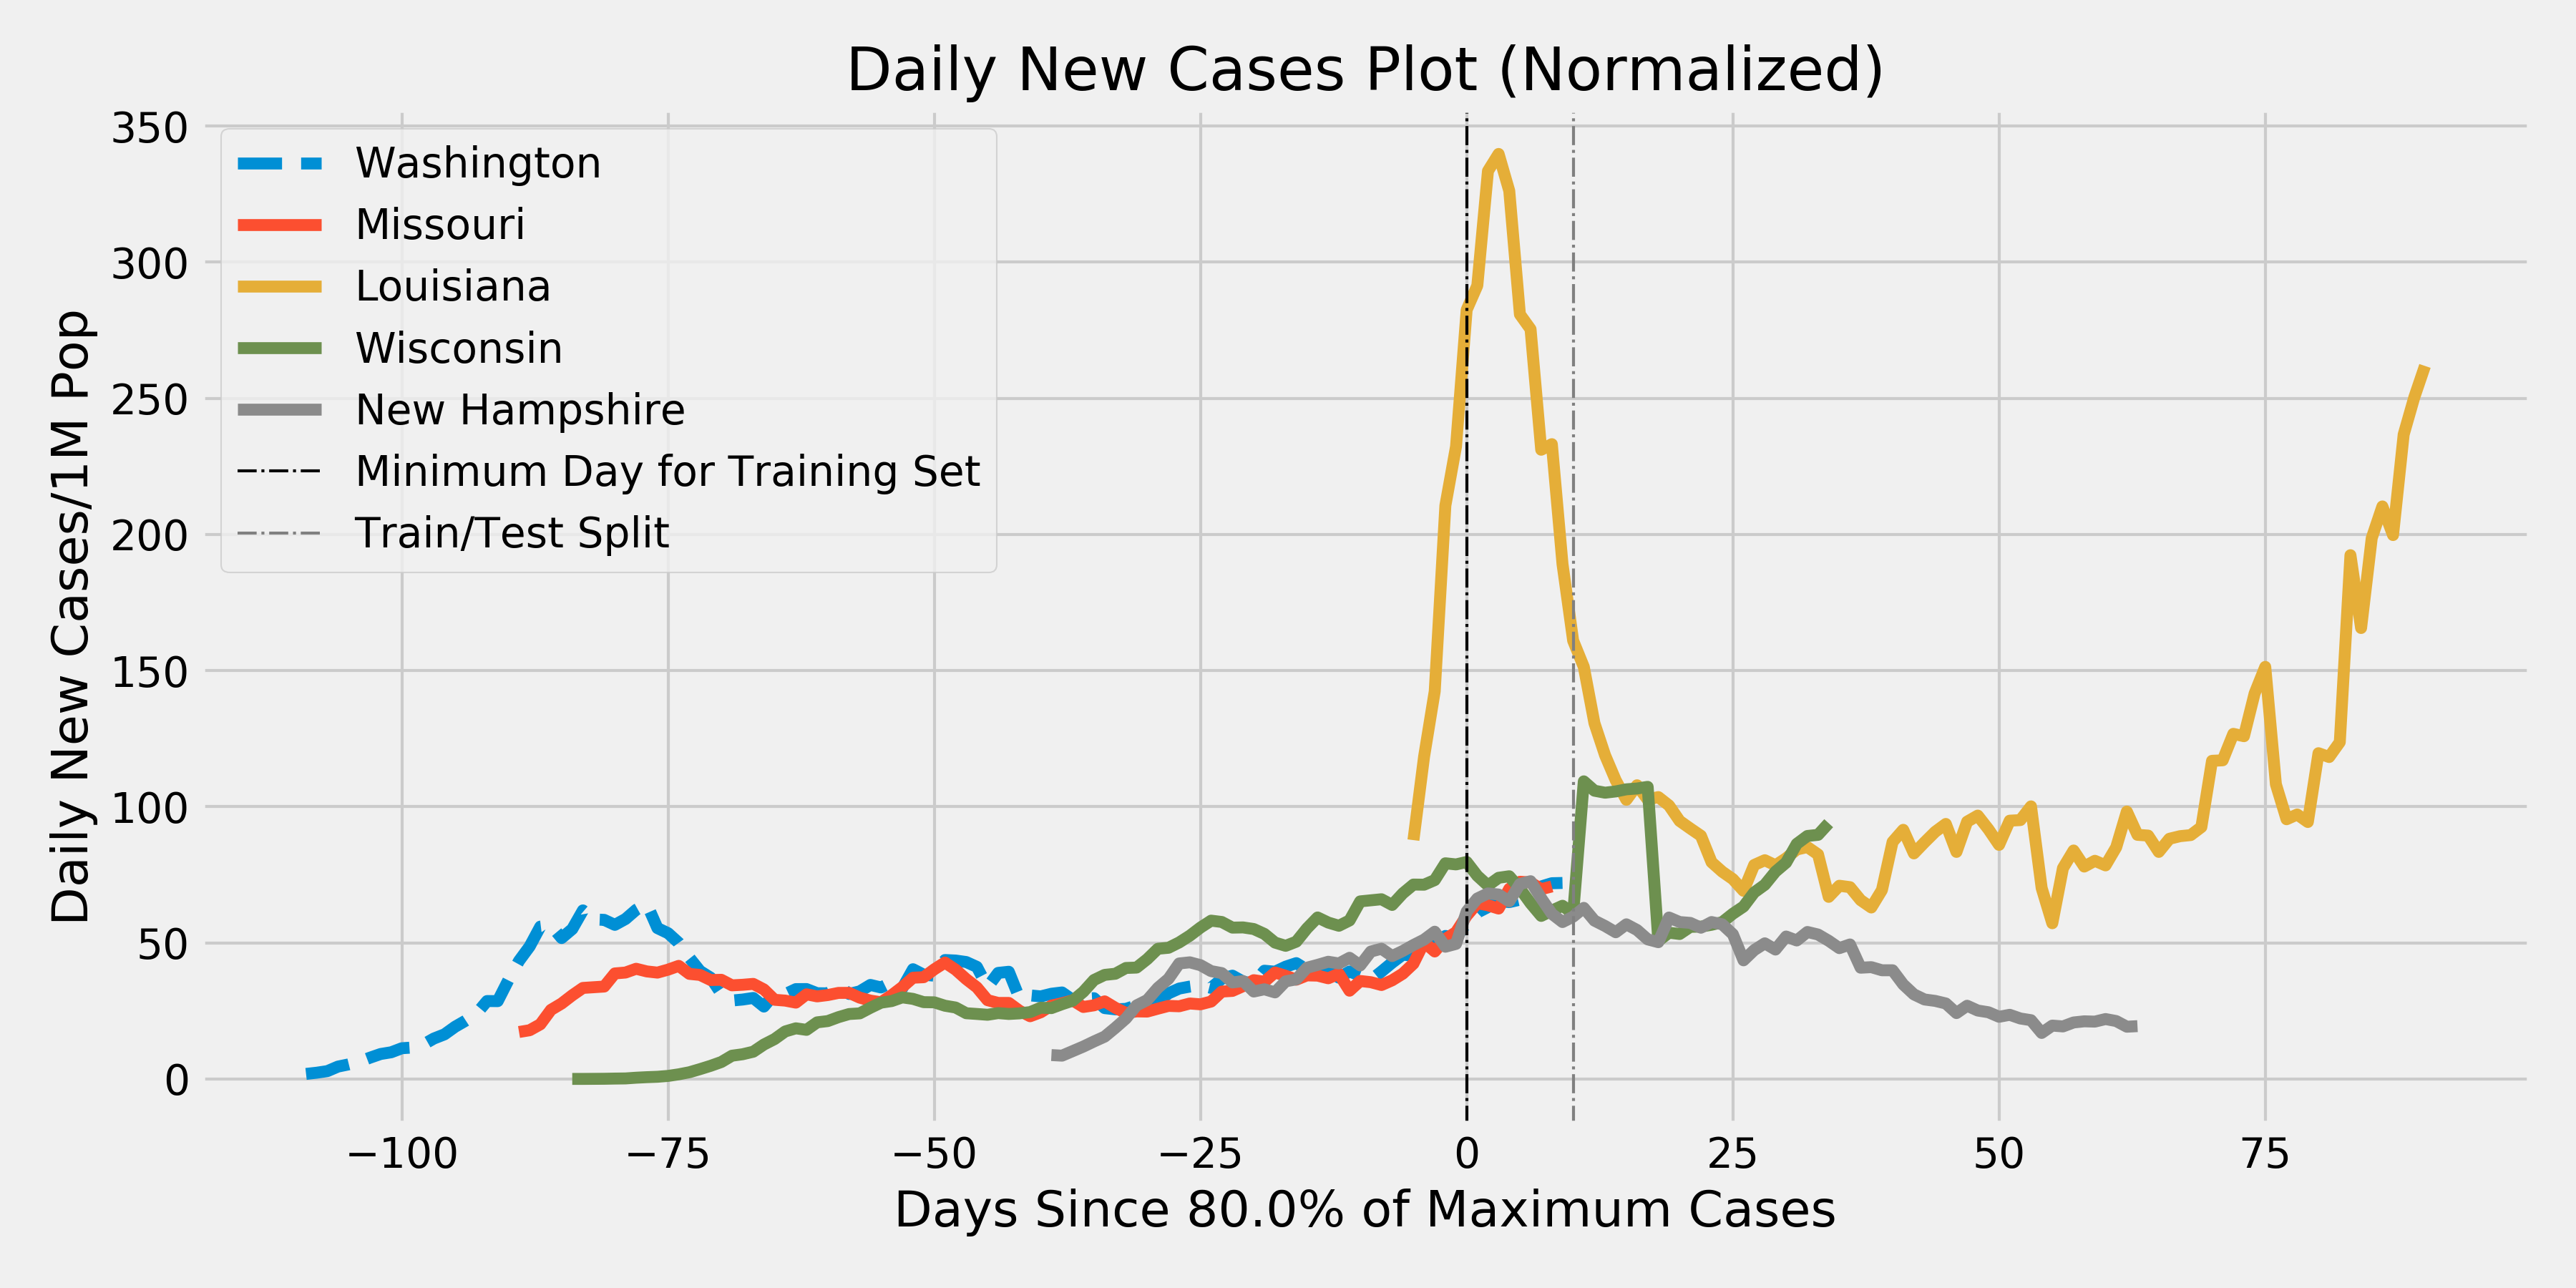 Daily New Cases Plot (Normalized)
Daily New Cases/1M Pop
350
300
250
200
150
100
50
0
Washington
Missouri
Louisiana
Wisconsin
New Hampshire
Minimum Day for Training Set
Train/Test Split
−100 −75 −50 −25 0 25 50 75
Days Since 80.0% of Maximum Cases